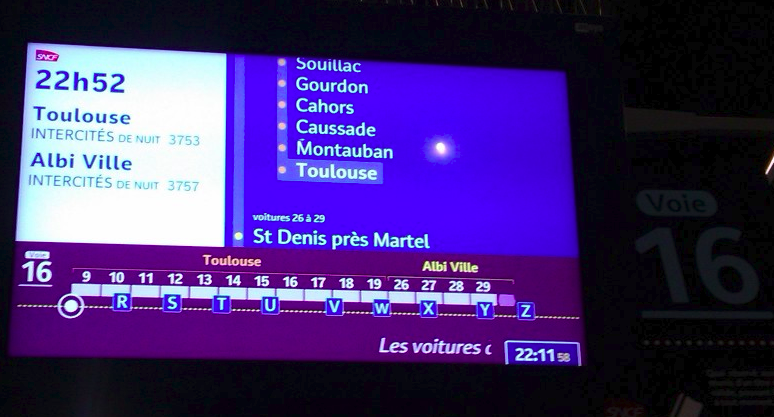 SNCF
22h52
Toulouse
INTERCITÉS DE NUIT 3753
Albi Ville
INTERCITÉS DE NUIT 3757
Souillac
Gourdon
Cahors
Caussade
Montauban
Toulouse
voitures 26 à 29
St Denis près Martel
Voie
16
Toulouse
Albi Ville
9 10 11 12 13 14 15 16 17 18 19 26 27 28 29
R S T U V W X Y Z
Les voitures
22:11 58
Voie
16